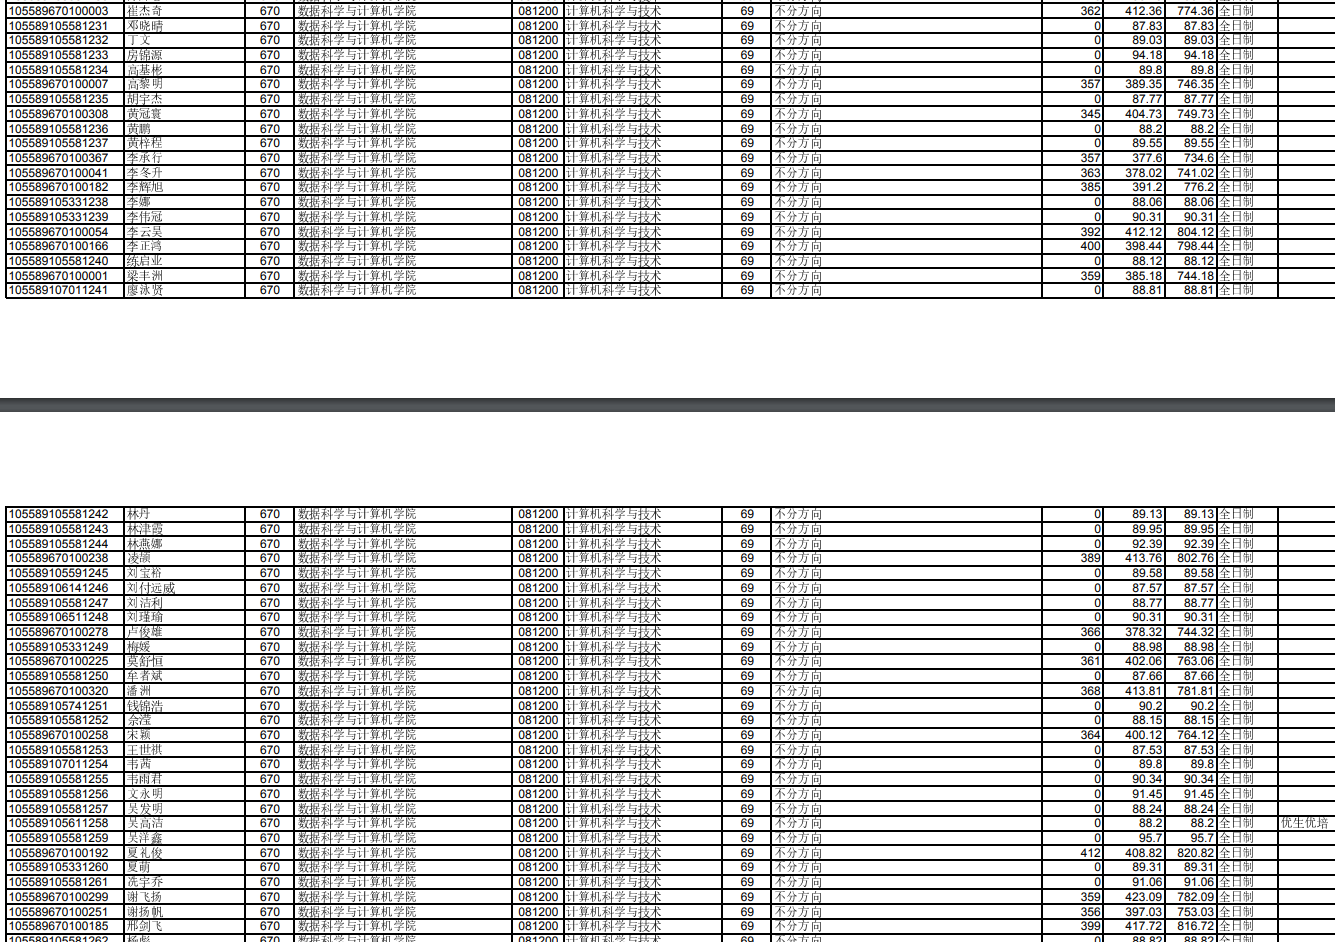 105589670100003 崔杰奇 670 数据科学与计算机学院 081200 计算机科学与技术 69 不分方向 362 412.36 774.36 全日制
105589105581231 邓晓晴 670 数据科学与计算机学院 081200 计算机科学与技术 69 不分方向 0 87.83 87.83 全日制
105589105581232 丁文 670 数据科学与计算机学院 081200 计算机科学与技术 69 不分方向 0 89.03 89.03 全日制
105589105581233 房锦源 670 数据科学与计算机学院 081200 计算机科学与技术 69 不分方向 0 94.18 94.18 全日制
105589105581234 高基彬 670 数据科学与计算机学院 081200 计算机科学与技术 69 不分方向 0 89.8 89.8 全日制
105589670100007 高黎明 670 数据科学与计算机学院 081200 计算机科学与技术 69 不分方向 357 389.35 746.35 全日制
105589105581235 胡宇杰 670 数据科学与计算机学院 081200 计算机科学与技术 69 不分方向 0 87.77 87.77 全日制
105589670100308 黄冠寰 670 数据科学与计算机学院 081200 计算机科学与技术 69 不分方向 345 404.73 749.73 全日制
105589105581236 黄鹏 670 数据科学与计算机学院 081200 计算机科学与技术 69 不分方向 0 88.2 88.2 全日制
105589105581237 黄梓程 670 数据科学与计算机学院 081200 计算机科学与技术 69 不分方向 0 89.55 89.55 全日制
105589670100367 李承行 670 数据科学与计算机学院 081200 计算机科学与技术 69 不分方向 357 377.6 734.6 全日制
105589670100041 李冬升 670 数据科学与计算机学院 081200 计算机科学与技术 69 不分方向 363 378.02 741.02 全日制
105589670100182 李辉旭 670 数据科学与计算机学院 081200 计算机科学与技术 69 不分方向 385 391.2 776.2 全日制
105589105331238 李娜 670 数据科学与计算机学院 081200 计算机科学与技术 69 不分方向 0 88.06 88.06 全日制
105589105331239 李伟冠 670 数据科学与计算机学院 081200 计算机科学与技术 69 不分方向 0 90.31 90.31 全日制
105589670100054 李云昊 670 数据科学与计算机学院 081200 计算机科学与技术 69 不分方向 392 412.12 804.12 全日制
105589670100166 李正鸿 670 数据科学与计算机学院 081200 计算机科学与技术 69 不分方向 400 398.44 798.44 全日制
105589105581240 练启业 670 数据科学与计算机学院 081200 计算机科学与技术 69 不分方向 0 88.12 88.12 全日制
105589670100001 梁丰洲 670 数据科学与计算机学院 081200 计算机科学与技术 69 不分方向 359 385.18 744.18 全日制
105589107011241 廖泳贤 670 数据科学与计算机学院 081200 计算机科学与技术 69 不分方向 0 88.81 88.81 全日制
105589105581242 林丹 670 数据科学与计算机学院 081200 计算机科学与技术 69 不分方向 0 89.13 89.13 全日制
105589105581243 林津霞 670 数据科学与计算机学院 081200 计算机科学与技术 69 不分方向 0 89.95 89.95 全日制
105589105581244 林燕娜 670 数据科学与计算机学院 081200 计算机科学与技术 69 不分方向 0 92.39 92.39 全日制
105589670100238 凌颉 670 数据科学与计算机学院 081200 计算机科学与技术 69 不分方向 389 413.76 802.76 全日制
105589105591245 刘宝裕 670 数据科学与计算机学院 081200 计算机科学与技术 69 不分方向 0 89.58 89.58 全日制
105589106141246 刘付远威 670 数据科学与计算机学院 081200 计算机科学与技术 69 不分方向 0 87.57 87.57 全日制
105589105581247 刘洁利 670 数据科学与计算机学院 081200 计算机科学与技术 69 不分方向 0 88.77 88.77 全日制
105589106511248 刘瑾瑜 670 数据科学与计算机学院 081200 计算机科学与技术 69 不分方向 0 90.31 90.31 全日制
105589670100278 卢俊雄 670 数据科学与计算机学院 081200 计算机科学与技术 69 不分方向 366 378.32 744.32 全日制
105589105331249 梅媛 670 数据科学与计算机学院 081200 计算机科学与技术 69 不分方向 0 88.98 88.98 全日制
105589670100225 莫舒恒 670 数据科学与计算机学院 081200 计算机科学与技术 69 不分方向 361 402.06 763.06 全日制
105589105581250 牟者斌 670 数据科学与计算机学院 081200 计算机科学与技术 69 不分方向 0 87.66 87.66 全日制
105589670100320 潘洲 670 数据科学与计算机学院 081200 计算机科学与技术 69 不分方向 368 413.81 781.81 全日制
105589105741251 钱锦浩 670 数据科学与计算机学院 081200 计算机科学与技术 69 不分方向 0 90.2 90.2 全日制
105589105581252 余滢 670 数据科学与计算机学院 081200 计算机科学与技术 69 不分方向 0 88.15 88.15 全日制
105589670100258 宋颖 670 数据科学与计算机学院 081200 计算机科学与技术 69 不分方向 364 400.12 764.12 全日制
105589105581253 王世祺 670 数据科学与计算机学院 081200 计算机科学与技术 69 不分方向 0 87.53 87.53 全日制
105589107011254 韦茜 670 数据科学与计算机学院 081200 计算机科学与技术 69 不分方向 0 89.8 89.8 全日制
105589105581255 韦雨君 670 数据科学与计算机学院 081200 计算机科学与技术 69 不分方向 0 90.34 90.34 全日制
105589105581256 文永明 670 数据科学与计算机学院 081200 计算机科学与技术 69 不分方向 0 91.45 91.45 全日制
105589105581257 吴发明 670 数据科学与计算机学院 081200 计算机科学与技术 69 不分方向 0 88.24 88.24 全日制
105589105611258 吴高洁 670 数据科学与计算机学院 081200 计算机科学与技术 69 不分方向 0 88.2 88.2 全日制 优生优培
105589105581259 吴洋鑫 670 数据科学与计算机学院 081200 计算机科学与技术 69 不分方向 0 95.7 95.7 全日制
105589670100192 夏礼俊 670 数据科学与计算机学院 081200 计算机科学与技术 69 不分方向 412 408.82 820.82 全日制
105589105331260 夏萌 670 数据科学与计算机学院 081200 计算机科学与技术 69 不分方向 0 89.31 89.31 全日制
105589105581261 冼宇乔 670 数据科学与计算机学院 081200 计算机科学与技术 69 不分方向 0 91.06 91.06 全日制
105589670100299 谢飞扬 670 数据科学与计算机学院 081200 计算机科学与技术 69 不分方向 359 423.09 782.09 全日制
105589670100251 谢扬帆 670 数据科学与计算机学院 081200 计算机科学与技术 69 不分方向 356 397.03 753.03 全日制
105589670100185 邢剑飞 670 数据科学与计算机学院 081200 计算机科学与技术 69 不分方向 399 417.72 816.72 全日制
105589105581262 杨彪 670 数据科学与计算机学院 081200 计算机科学与技术 69 不分方向 0 88.82 88.82 全日制